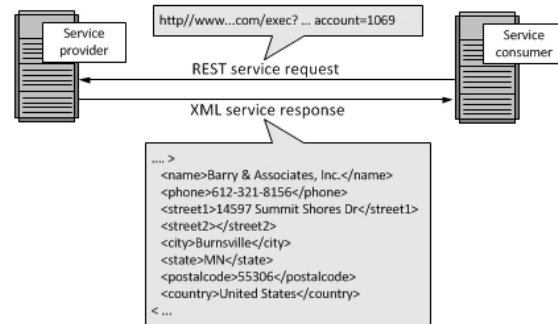 http//www...com/exec? ... account=1069
Service
provider
Service
consumer
REST service request
XML service response
.... >
<name>Barry & Associates, Inc.</name>
<phone>612-321-8156</phone>
<street1>14597 Summit Shores Dr</street1>
<street2></street2>
<city>Burnsville</city>
<state>MN</state>
<postalcode>55306</postalcode>
<country>United States</country>
< ...